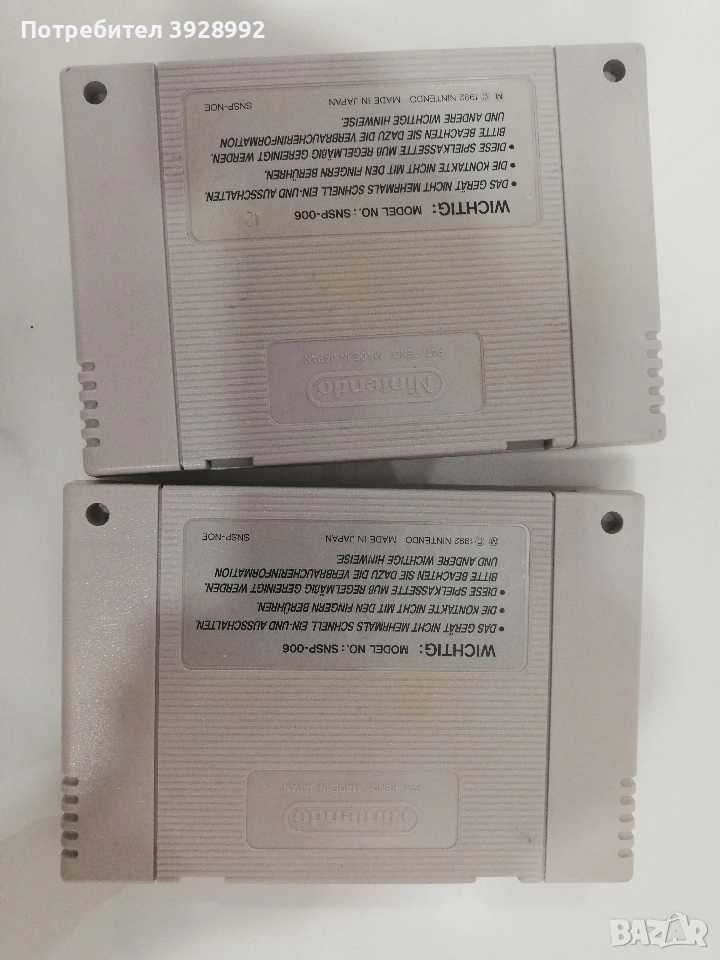 Потребител 3928992
WICHTIG: MODEL NO.: SNSP-006
• DAS GERÄT NICHT MEHRMALS SCHNELL EIN-UND AUSSCHALTEN.
• DIE KONTAKTE NICHT MIT DEN FINGERN BERÜHREN.
• DIESE SPIELKASSETTE MUß REGELMÄßIG GEREINIGT WERDEN.
BITTE BEACHTEN SIE DAZU DIE VERBRAUCHERINFORMATION
UND ANDERE WICHTIGE HINWEISE.
Ⓜ © 1992 NINTENDO MADE IN JAPAN SNSP-NOE
Nintendo
PAT. PEND. MADE IN JAPAN
WICHTIG: MODEL NO.: SNSP-006
• DAS GERÄT NICHT MEHRMALS SCHNELL EIN-UND AUSSCHALTEN.
• DIE KONTAKTE NICHT MIT DEN FINGERN BERÜHREN.
• DIESE SPIELKASSETTE MUß REGELMÄßIG GEREINIGT WERDEN.
BITTE BEACHTEN SIE DAZU DIE VERBRAUCHERINFORMATION
UND ANDERE WICHTIGE HINWEISE.
Ⓜ © 1992 NINTENDO MADE IN JAPAN SNSP-NOE
Nintendo
PAT. PEND. MADE IN JAPAN
BAZAR